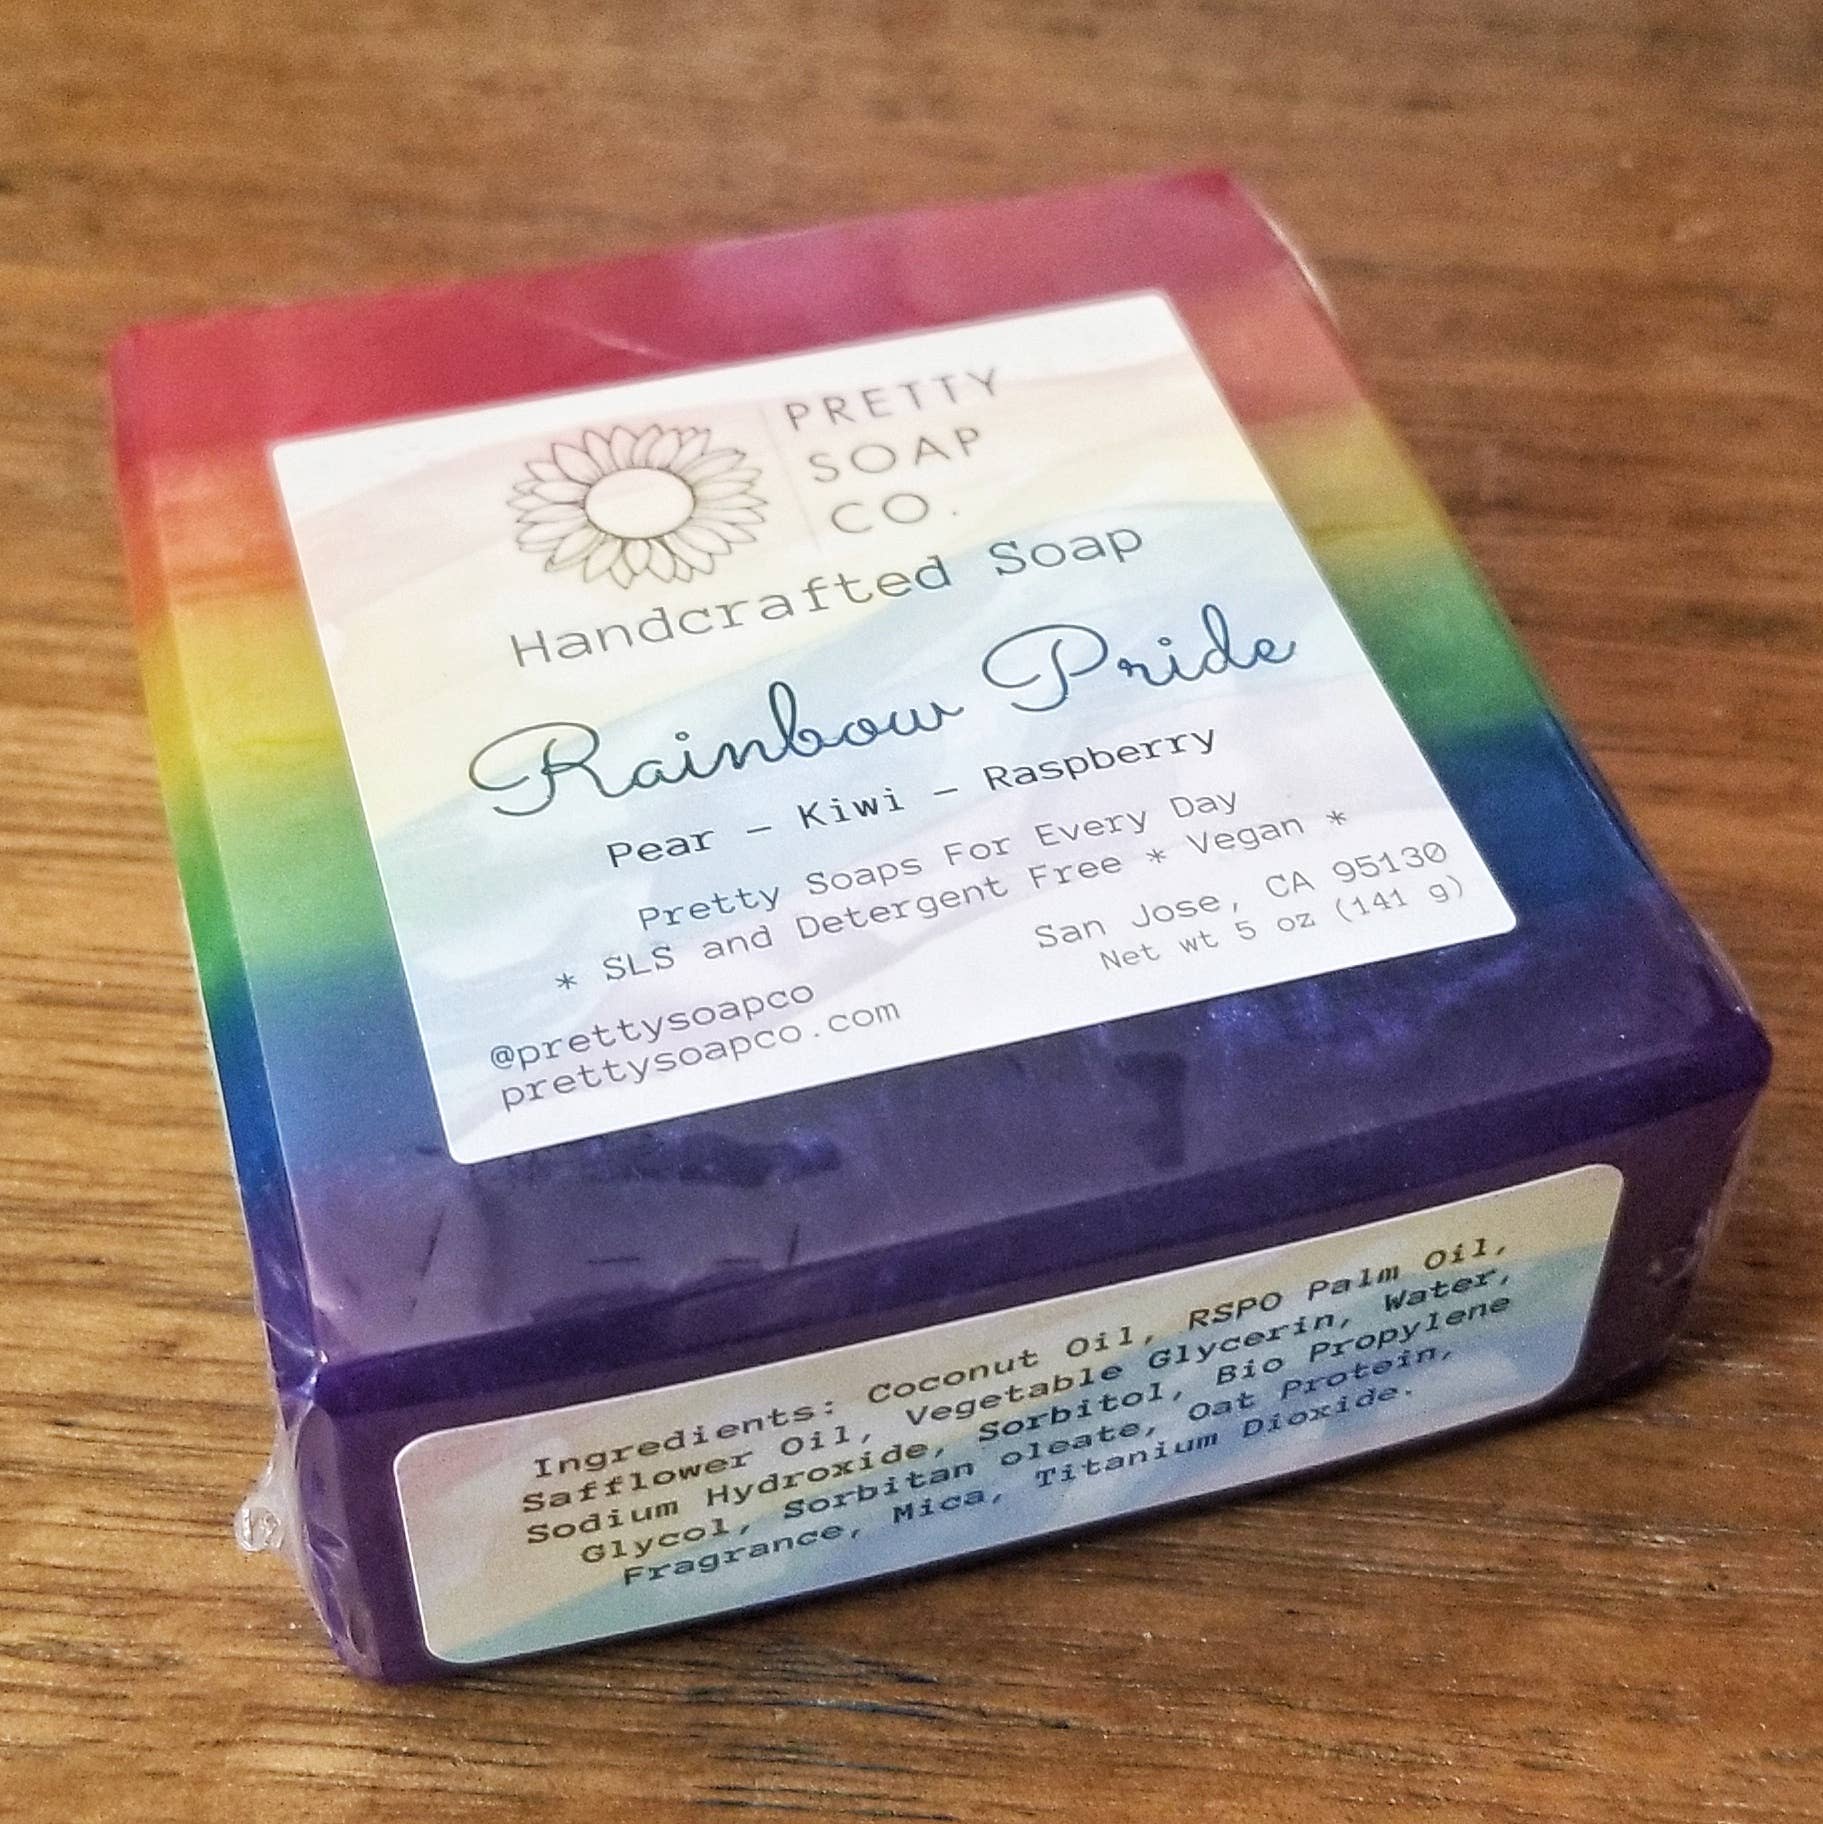 PRETTY
SOAP
CO.
Handcrafted Soap
Rainbow Pride
Pear – Kiwi – Raspberry
Pretty Soaps For Every Day
* SLS and Detergent Free * Vegan *
@prettysoapco
prettysoapco.com
San Jose, CA 95130
Net wt 5 oz (141 g)
Ingredients: Coconut Oil, RSPO Palm Oil,
Safflower Oil, Vegetable Glycerin, Water,
Sodium Hydroxide, Sorbitol, Bio Propylene
Glycol, Sorbitan oleate, Oat Protein,
Fragrance, Mica, Titanium Dioxide.